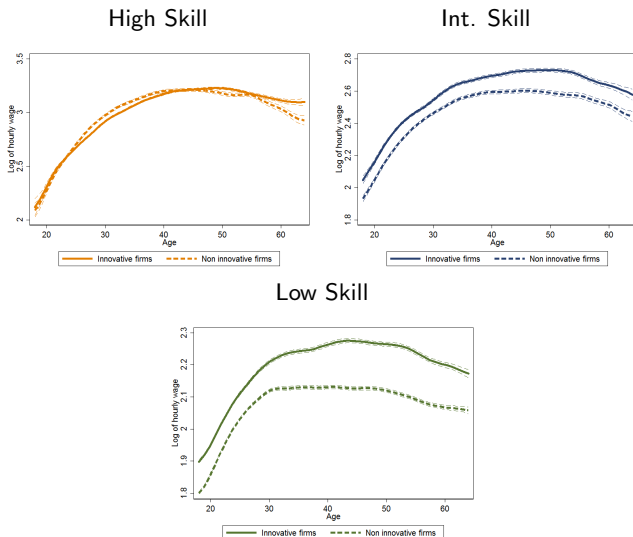 High Skill
Int. Skill
3.5
3
2.5
2
Log of hourly wage
20 30 40 50 60
Age
Innovative firms Non innovative firms
2.8
2.6
2.4
2.2
2
1.8
Log of hourly wage
20 30 40 50 60
Age
Innovative firms Non innovative firms
Low Skill
2.3
2.2
2.1
2
1.9
1.8
Log of hourly wage
20 30 40 50 60
Age
Innovative firms Non innovative firms